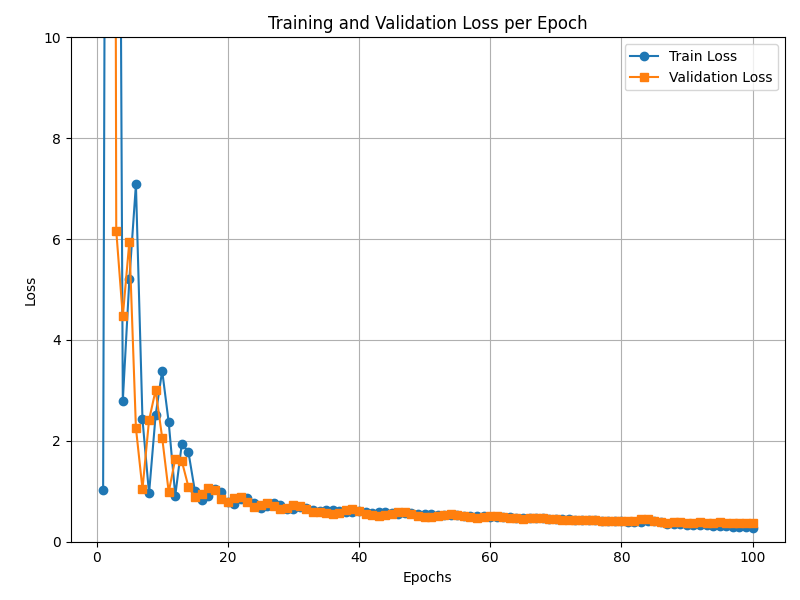 Training and Validation Loss per Epoch
Train Loss
Validation Loss
Loss
10
8
6
4
2
0
0 20 40 60 80 100
Epochs